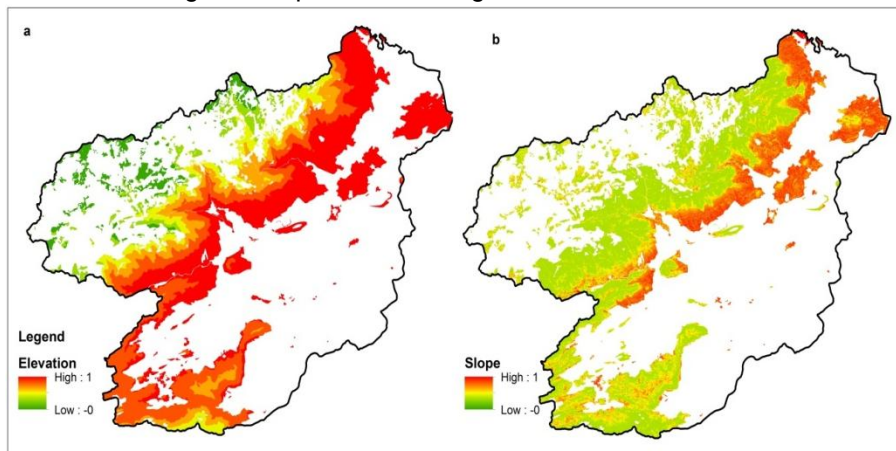 a
b
Legend
Elevation
High : 1
Low : -0
Slope
High : 1
Low : -0